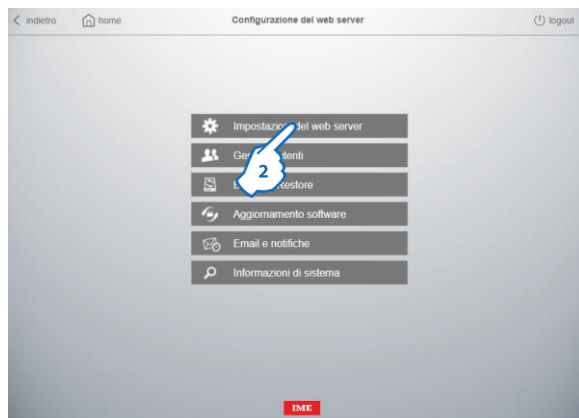 indietro home Configurazione del web server logout
Impostazioni del web server
2
Restore
Aggiornamento software
Email e notifiche
Informazioni di sistema
IME